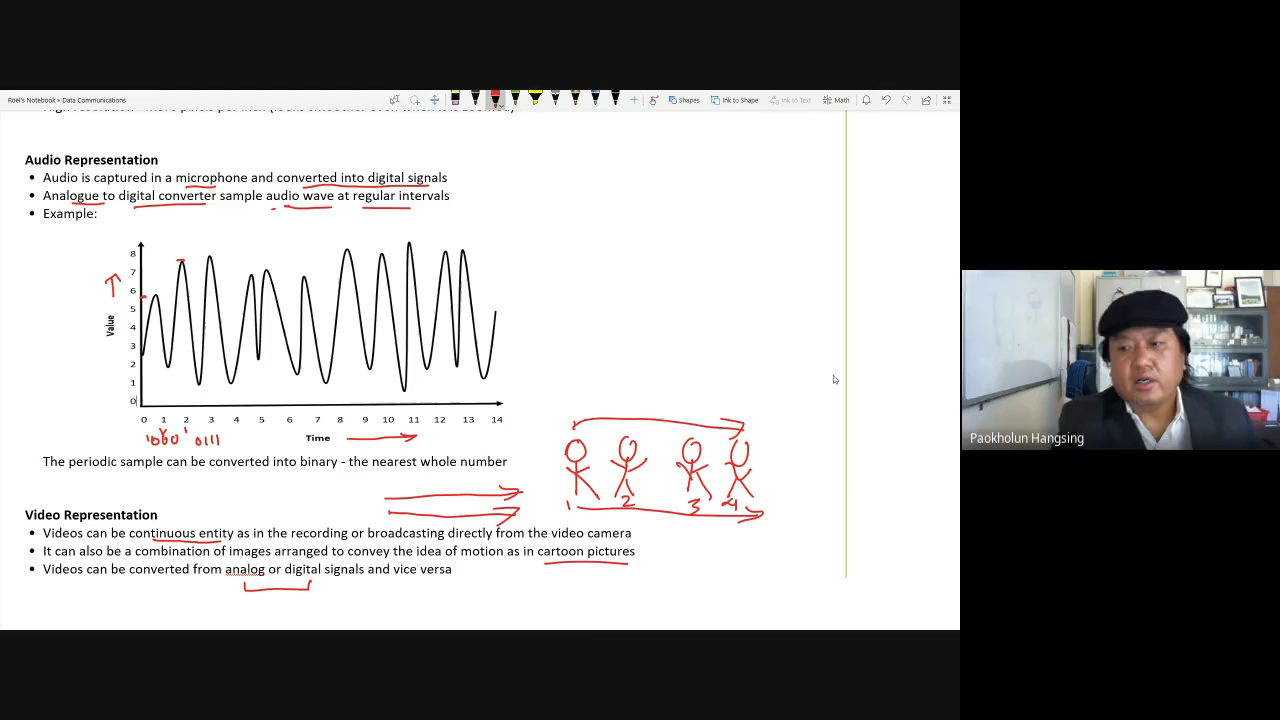 Roel's Notebook > Data Communications
Shapes
Ink to Shape
Ink to Text
Math
Audio Representation
• Audio is captured in a microphone and converted into digital signals
• Analogue to digital converter sample audio wave at regular intervals
• Example:
8
7
6
5
4
3
2
1
0
Value
0 1 2 3 4 5 6 7 8 9 10 11 12 13 14
0111
Time
The periodic sample can be converted into binary - the nearest whole number
1 2 3 4
Video Representation
• Videos can be continuous entity as in the recording or broadcasting directly from the video camera
• It can also be a combination of images arranged to convey the idea of motion as in cartoon pictures
• Videos can be converted from analog or digital signals and vice versa
Paokholun Hangsing